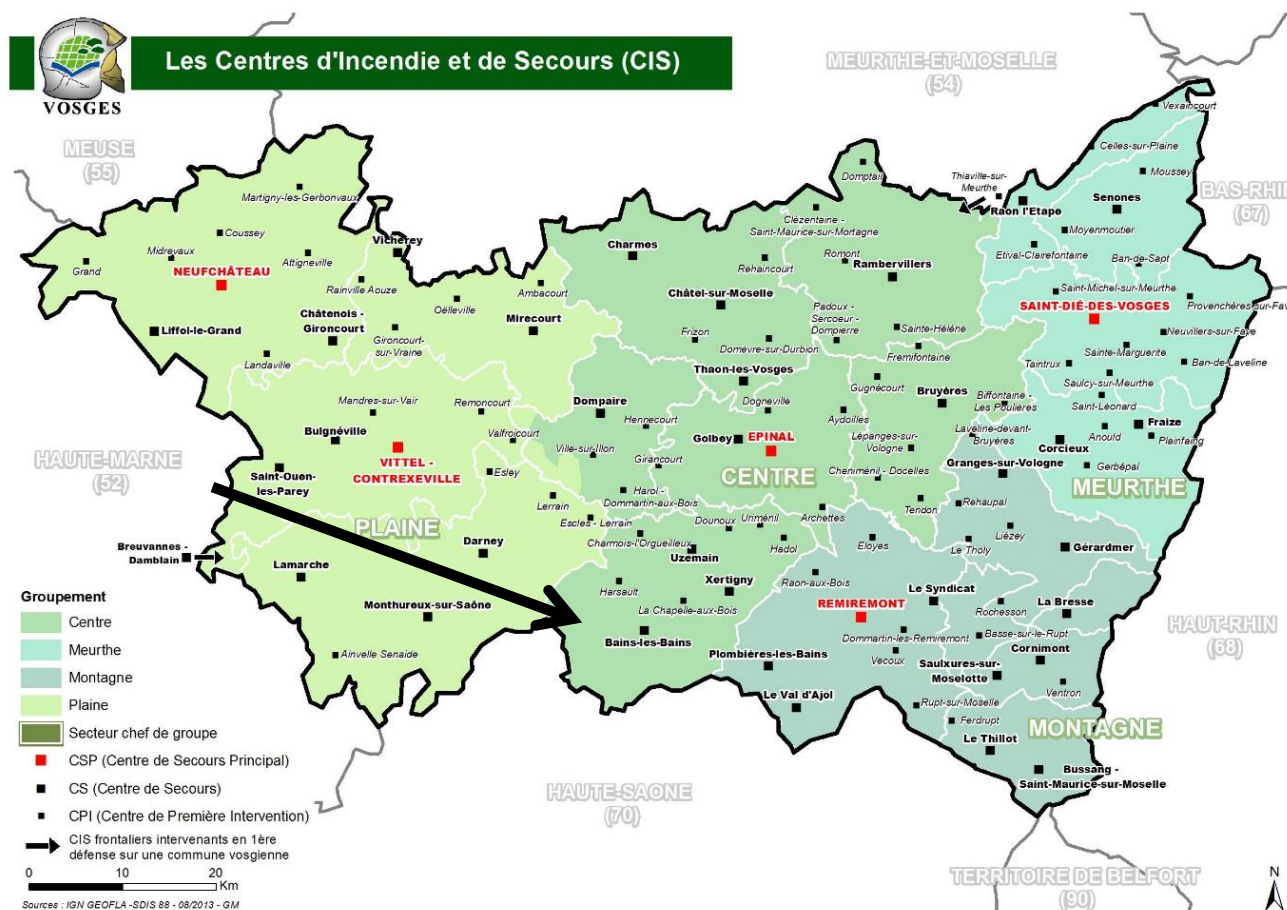 Les Centres d'Incendie et de Secours (CIS)
VOSGES
MEURTHE-ET-MOSELLE
(54)
MEUSE
(55)
BAS-RHIN
(67)
HAUTE-MARNE
(52)
HAUT-RHIN
(68)
HAUTE-SAONE
(70)
TERRITOIRE DE BELFORT
(90)
Vexaincourt
Celles-sur-Plaine
Moussey
Senones
Thiaville-sur-
Meurthe
Raon l'Etape
Moyenmoutier
Etival-Clairefontaine
Ban-de-Sapt
Saint-Michel-sur-Meurthe
SAINT-DIÉ-DES-VOSGES
Provenchères-sur-Fave
Neuvillers-sur-Fave
Sainte-Marguerite
Ban-de-Laveline
Taintrux
Saulcy-sur-Meurthe
Saint-Léonard
Fraize
Anould
Plainfaing
Corcieux
Gerbépal
MEURTHE
Domptail
Clézentaine -
Saint-Maurice-sur-Mortagne
Charmes
Rehaincourt
Romont
Rambervillers
Châtel-sur-Moselle
Padoux -
Sercoeur -
Dompierre
Sainte-Hélène
Frizon
Domèvre-sur-Durbion
Fremifontaine
Thaon-les-Vosges
Gugnécourt
Bruyères
Biffontaine -
Les Poulières
Dogneville
Aydoilles
Dompaire
Hennecourt
Golbey
EPINAL
Lépanges-sur-
Vologne
Laveline-devant-
Bruyères
Granges-sur-Vologne
Ville-sur-Illon
Girancourt
CENTRE
Cheniménil - Docelles
Harol -
Dommartin-aux-Bois
Tendon
Rehaupal
Archettes
Dounoux
Uriménil
Hadol
Charmois-l'Orgueilleux
Uzemain
Xertigny
Harsault
La Chapelle-aux-Bois
Bains-les-Bains
Eloyes
Le Tholy
Liézey
Gérardmer
Raon-aux-Bois
Le Syndicat
REMIREMONT
Rochesson
La Bresse
Dommartin-les-Remiremont
Basse-sur-le-Rupt
Cornimont
Vecoux
Saulxures-sur-
Moselotte
Ventron
Plombières-les-Bains
Le Val d'Ajol
Rupt-sur-Moselle
Ferdrupt
Le Thillot
MONTAGNE
Bussang -
Saint-Maurice-sur-Moselle
Martigny-les-Gerbonvaux
Coussey
Midrevaux
Grand
NEUFCHÂTEAU
Attignéville
Vicherey
Rainville Aouze
Liffol-le-Grand
Châtenois -
Gironcourt
Oëlleville
Ambacourt
Mirecourt
Gironcourt-
sur-Vraine
Landaville
Mandres-sur-Vair
Remoncourt
Bulgnéville
Valfroicourt
VITTEL -
CONTREXEVILLE
Esley
Saint-Ouen-
les-Parey
Lerrain
Escles - Lerrain
PLAINE
Darney
Breuvannes -
Damblain
Lamarche
Monthureux-sur-Saône
Ainvelle Senaide
Groupement
Centre
Meurthe
Montagne
Plaine
Secteur chef de groupe
CSP (Centre de Secours Principal)
CS (Centre de Secours)
CPI (Centre de Première Intervention)
CIS frontaliers intervenants en 1ère
défense sur une commune vosgienne
0 10 20
Km
Sources : IGN GEOFLA -SDIS 88 - 08/2013 - GM
N